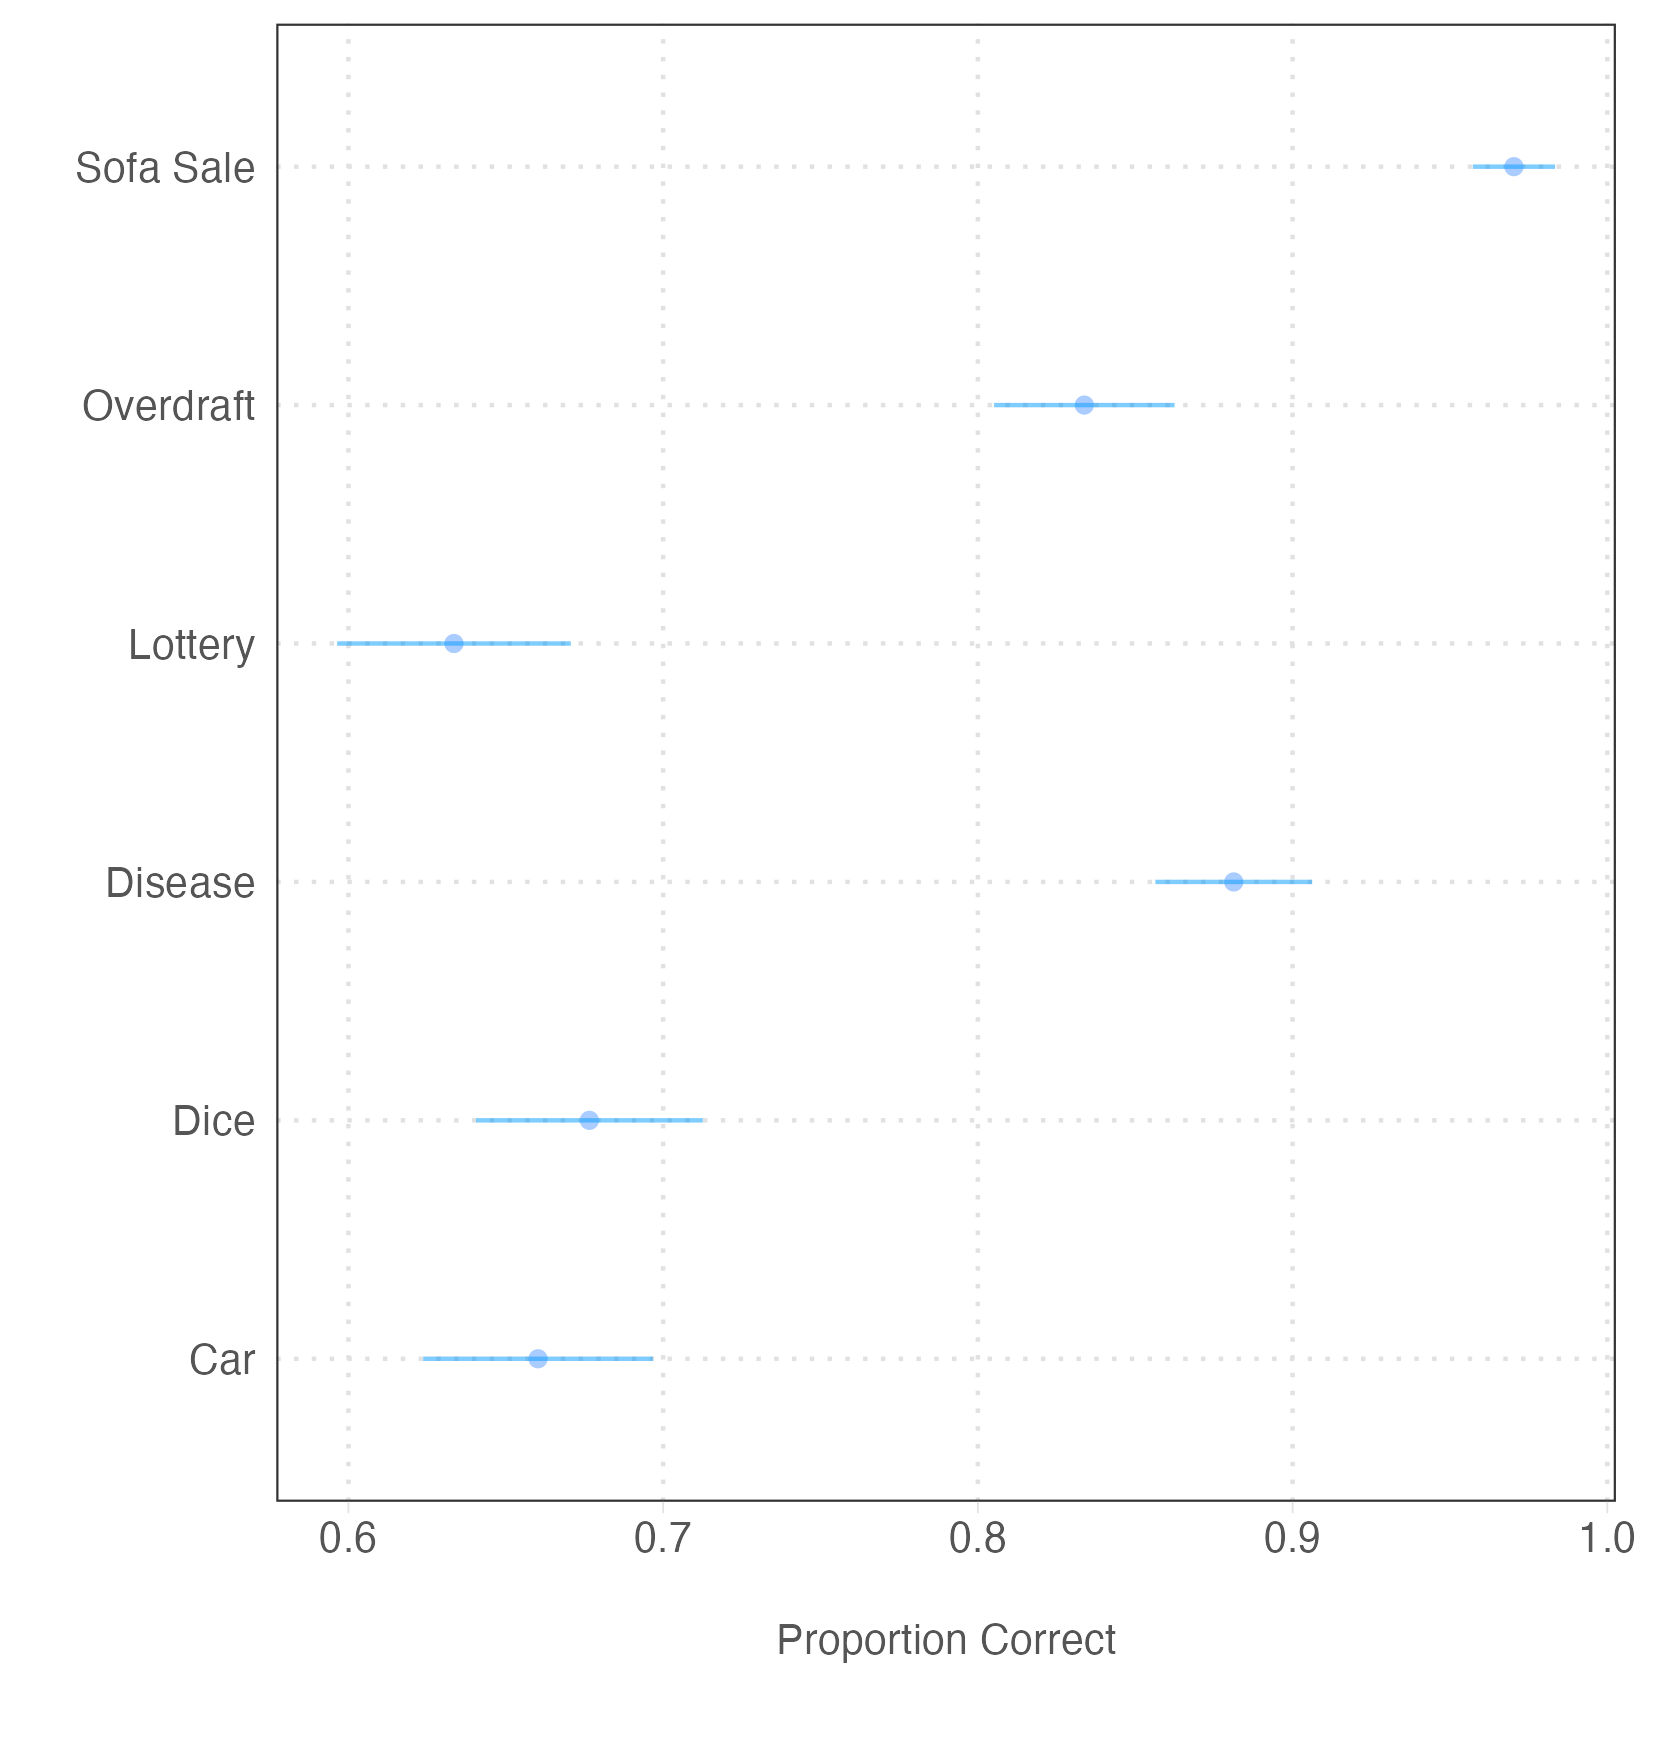 Sofa Sale
Overdraft
Lottery
Disease
Dice
Car
0.6 0.7 0.8 0.9 1.0
Proportion Correct